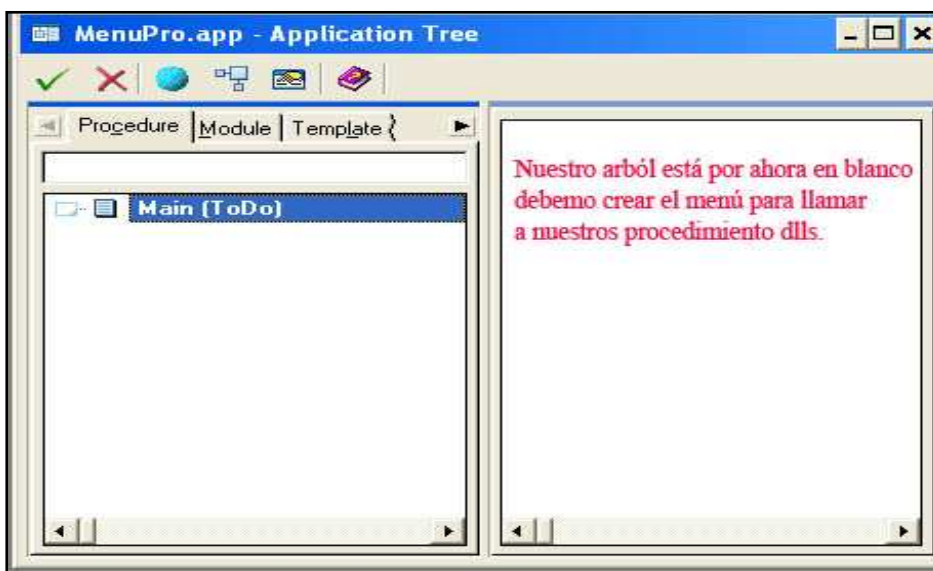 MenuPro.app - Application Tree
Procedure Module Template
Main (ToDo)
Nuestro arból está por ahora en blanco
debemo crear el menú para llamar
a nuestros procedimiento dlls.